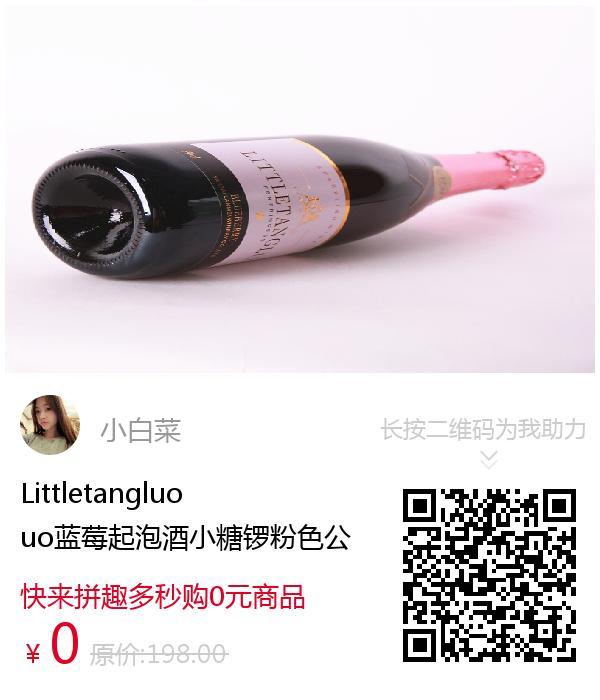 LITTLETANGL
BLUEBERRY
小白菜
长按二维码为我助力
Littletangluo
uo蓝莓起泡酒小糖锣粉色公
快来拼趣多秒购0元商品
¥0 原价:198.00